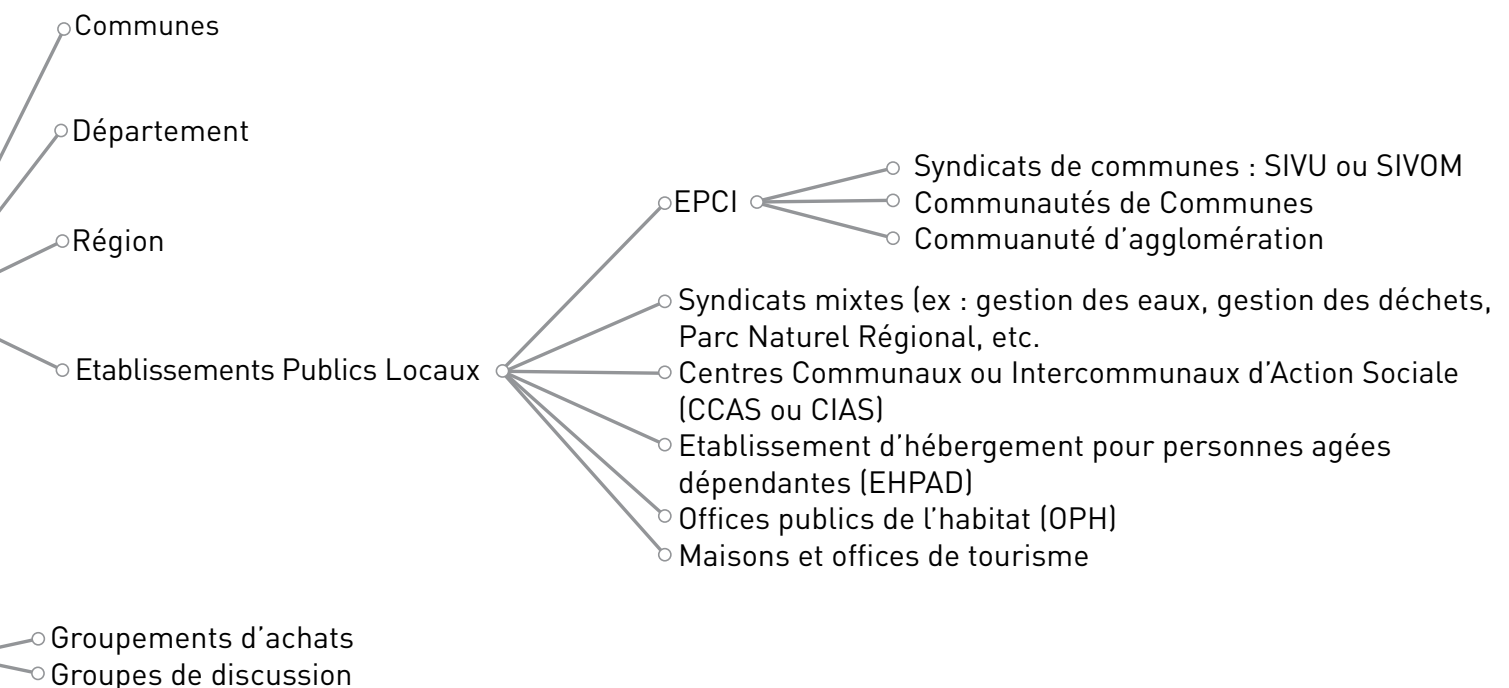 Communes
Département
Région
Etablissements Publics Locaux
EPCI
Syndicats de communes : SIVU ou SIVOM
Communautés de Communes
Commuanuté d'agglomération
Syndicats mixtes (ex : gestion des eaux, gestion des déchets,
Parc Naturel Régional, etc.
Centres Communaux ou Intercommunaux d'Action Sociale
(CCAS ou CIAS)
Etablissement d'hébergement pour personnes agées
dépendantes (EHPAD)
Offices publics de l'habitat (OPH)
Maisons et offices de tourisme
Groupements d'achats
Groupes de discussion